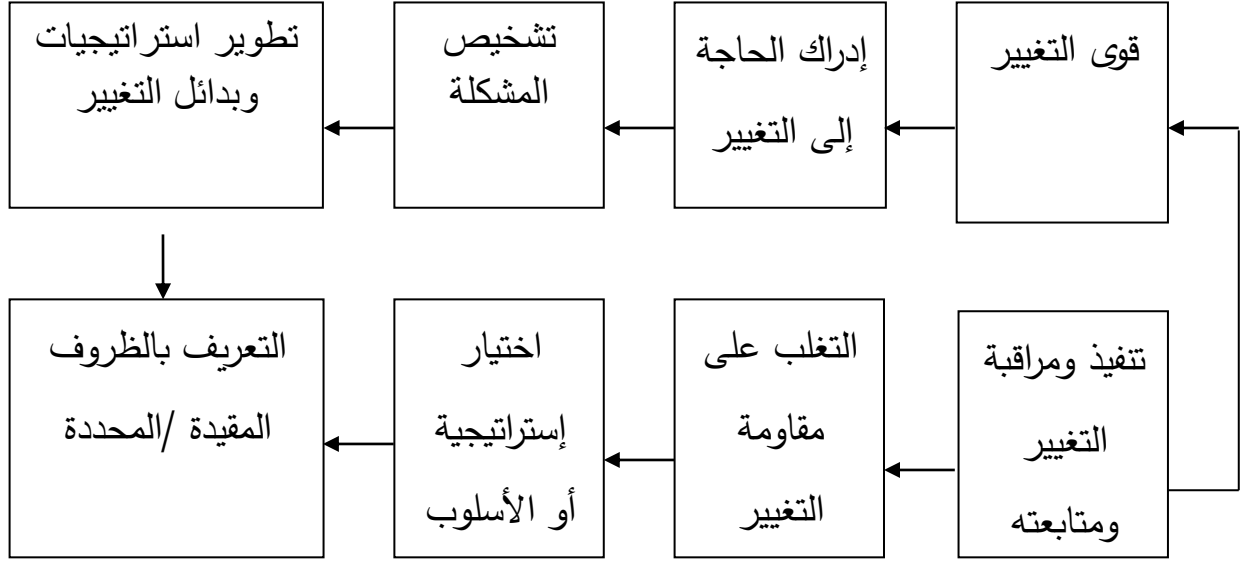 قوى التغيير
إدراك الحاجة
إلى التغيير
تشخيص
المشكلة
تطوير استراتيجيات
وبدائل التغيير
التعريف بالظروف
المقيدة /المحددة
اختيار
إستراتيجية
أو الأسلوب
التغلب على
مقاومة
التغيير
تنفيذ ومراقبة
التغيير
ومتابعته